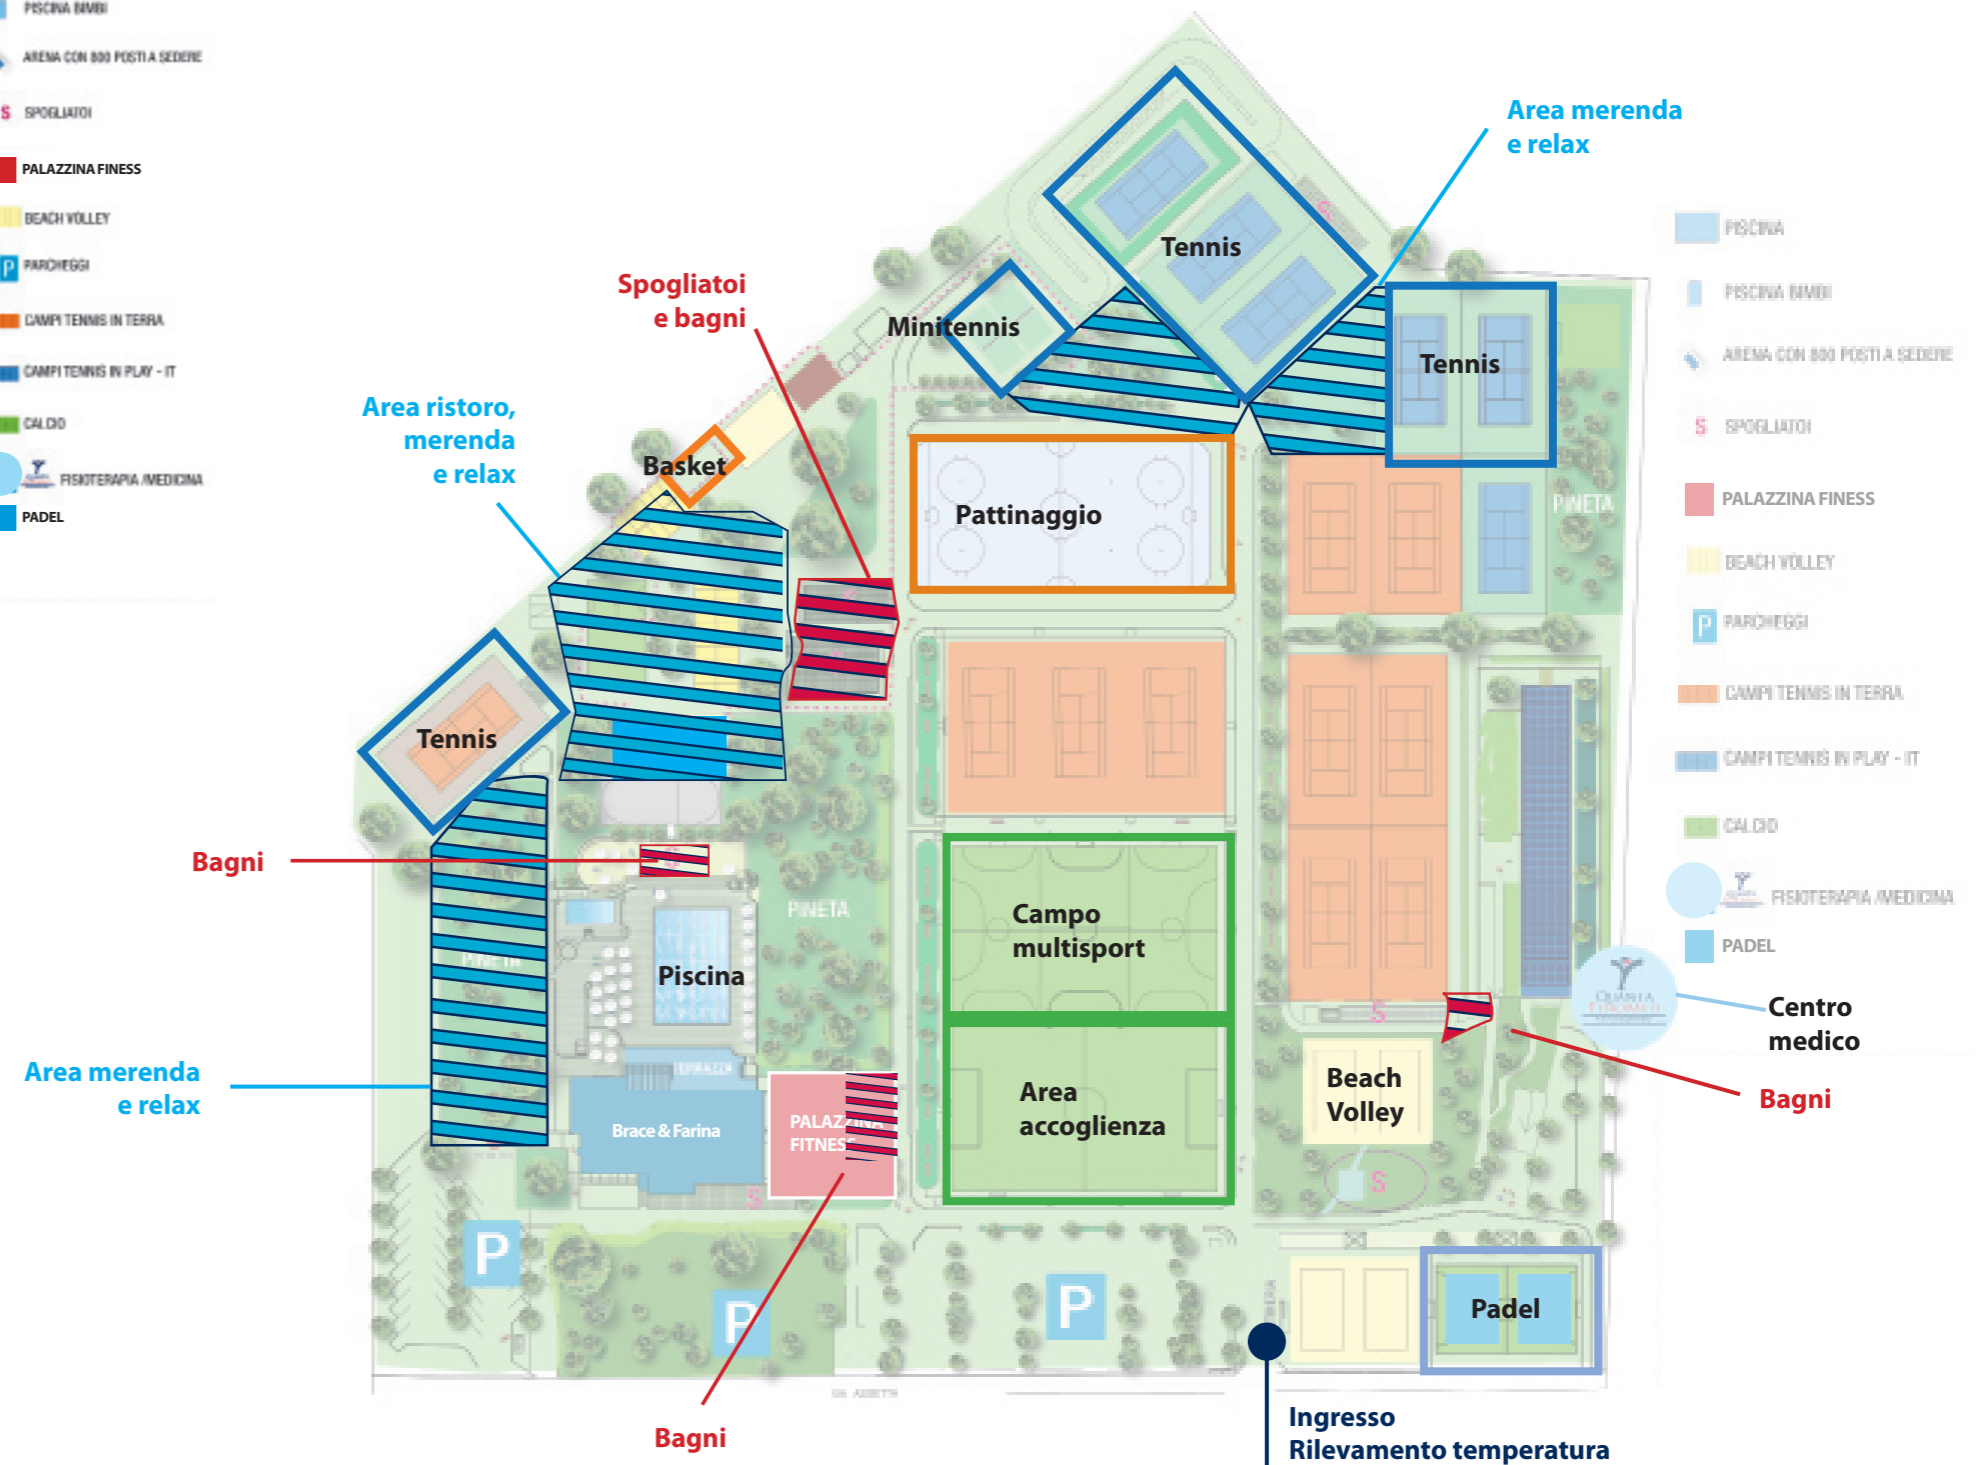 PISCINA BIMBI
ARENA CON 800 POSTI A SEDERE
S SPOGLIATOI
PALAZZINA FINESS
BEACH VOLLEY
P PARCHEGGI
CAMPI TENNIS IN TERRA
CAMPI TENNIS IN PLAY - IT
CALCIO
FISIOTERAPIA /MEDICINA
PADEL
Area merenda
e relax
Tennis
Spogliatoi
e bagni
Minitennis
Tennis
Area ristoro,
merenda
e relax
Basket
Pattinaggio
PINETA
Tennis
Bagni
Campo
multisport
PINETA
PINETA
Piscina
S
Centro
medico
Area merenda
e relax
TERRAZZA
Brace & Farina
PALAZZINA
FITNESS
Area
accoglienza
Beach
Volley
Bagni
S
S
P
P
P
Padel
Bagni
Ingresso
Rilevamento temperatura
PISCINA
PISCINA BIMBI
ARENA CON 800 POSTI A SEDERE
S SPOGLIATOI
PALAZZINA FINESS
BEACH VOLLEY
P PARCHEGGI
CAMPI TENNIS IN TERRA
CAMPI TENNIS IN PLAY - IT
CALCIO
FISIOTERAPIA /MEDICINA
PADEL